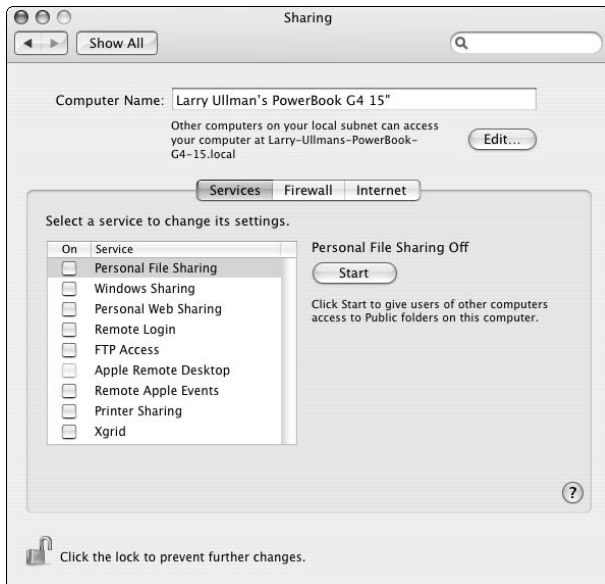 Sharing
Show All
Computer Name: Larry Ullman's PowerBook G4 15"
Other computers on your local subnet can access
your computer at Larry-Ullmans-PowerBook-
G4-15.local
Edit...
Services Firewall Internet
Select a service to change its settings.
On Service
Personal File Sharing
Windows Sharing
Personal Web Sharing
Remote Login
FTP Access
Apple Remote Desktop
Remote Apple Events
Printer Sharing
Xgrid
Personal File Sharing Off
Start
Click Start to give users of other computers
access to Public folders on this computer.
?
Click the lock to prevent further changes.